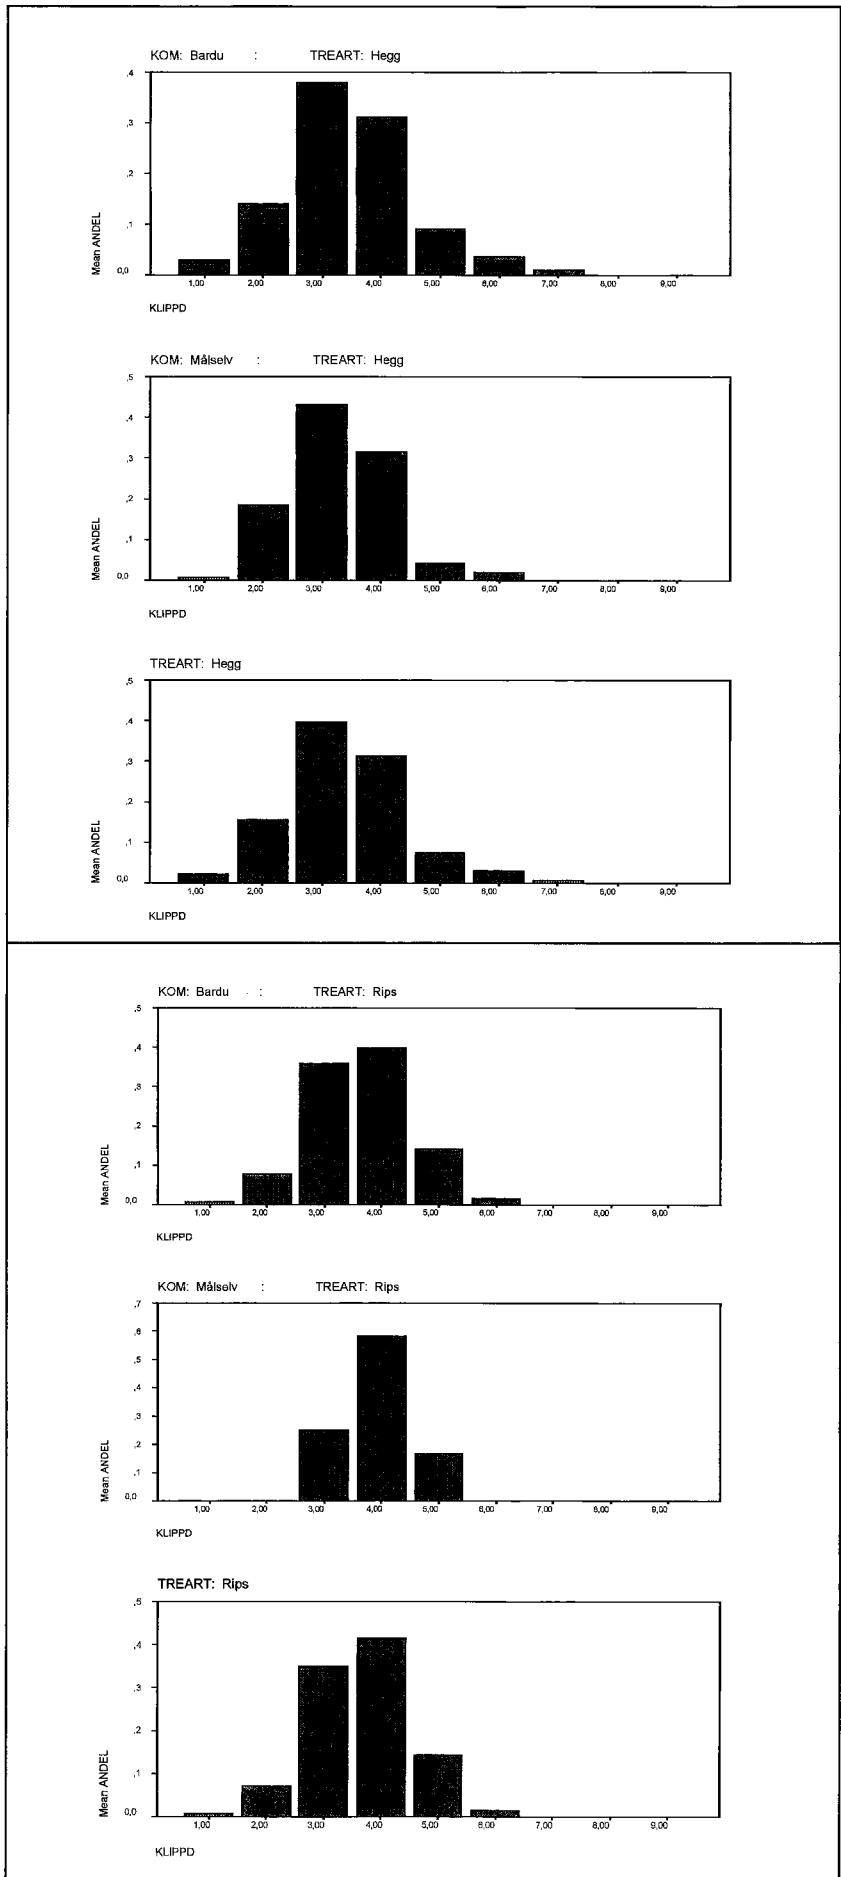 KOM: Bardu : TREART: Hegg
,4
,3
,2
,1
0,0
Mean ANDEL
1,00 2,00 3,00 4,00 5,00 6,00 7,00 8,00 9,00
KLIPPD
KOM: Målselv : TREART: Hegg
,5
,4
,3
,2
,1
0,0
Mean ANDEL
1,00 2,00 3,00 4,00 5,00 6,00 7,00 8,00 9,00
KLIPPD
TREART: Hegg
,5
,4
,3
,2
,1
0,0
Mean ANDEL
1,00 2,00 3,00 4,00 5,00 6,00 7,00 8,00 9,00
KLIPPD
KOM: Bardu : TREART: Rips
,5
,4
,3
,2
,1
0,0
Mean ANDEL
1,00 2,00 3,00 4,00 5,00 6,00 7,00 8,00 9,00
KLIPPD
KOM: Målselv : TREART: Rips
,7
,6
,5
,4
,3
,2
,1
0,0
Mean ANDEL
1,00 2,00 3,00 4,00 5,00 6,00 7,00 8,00 9,00
KLIPPD
TREART: Rips
,5
,4
,3
,2
,1
0,0
Mean ANDEL
1,00 2,00 3,00 4,00 5,00 6,00 7,00 8,00 9,00
KLIPPD